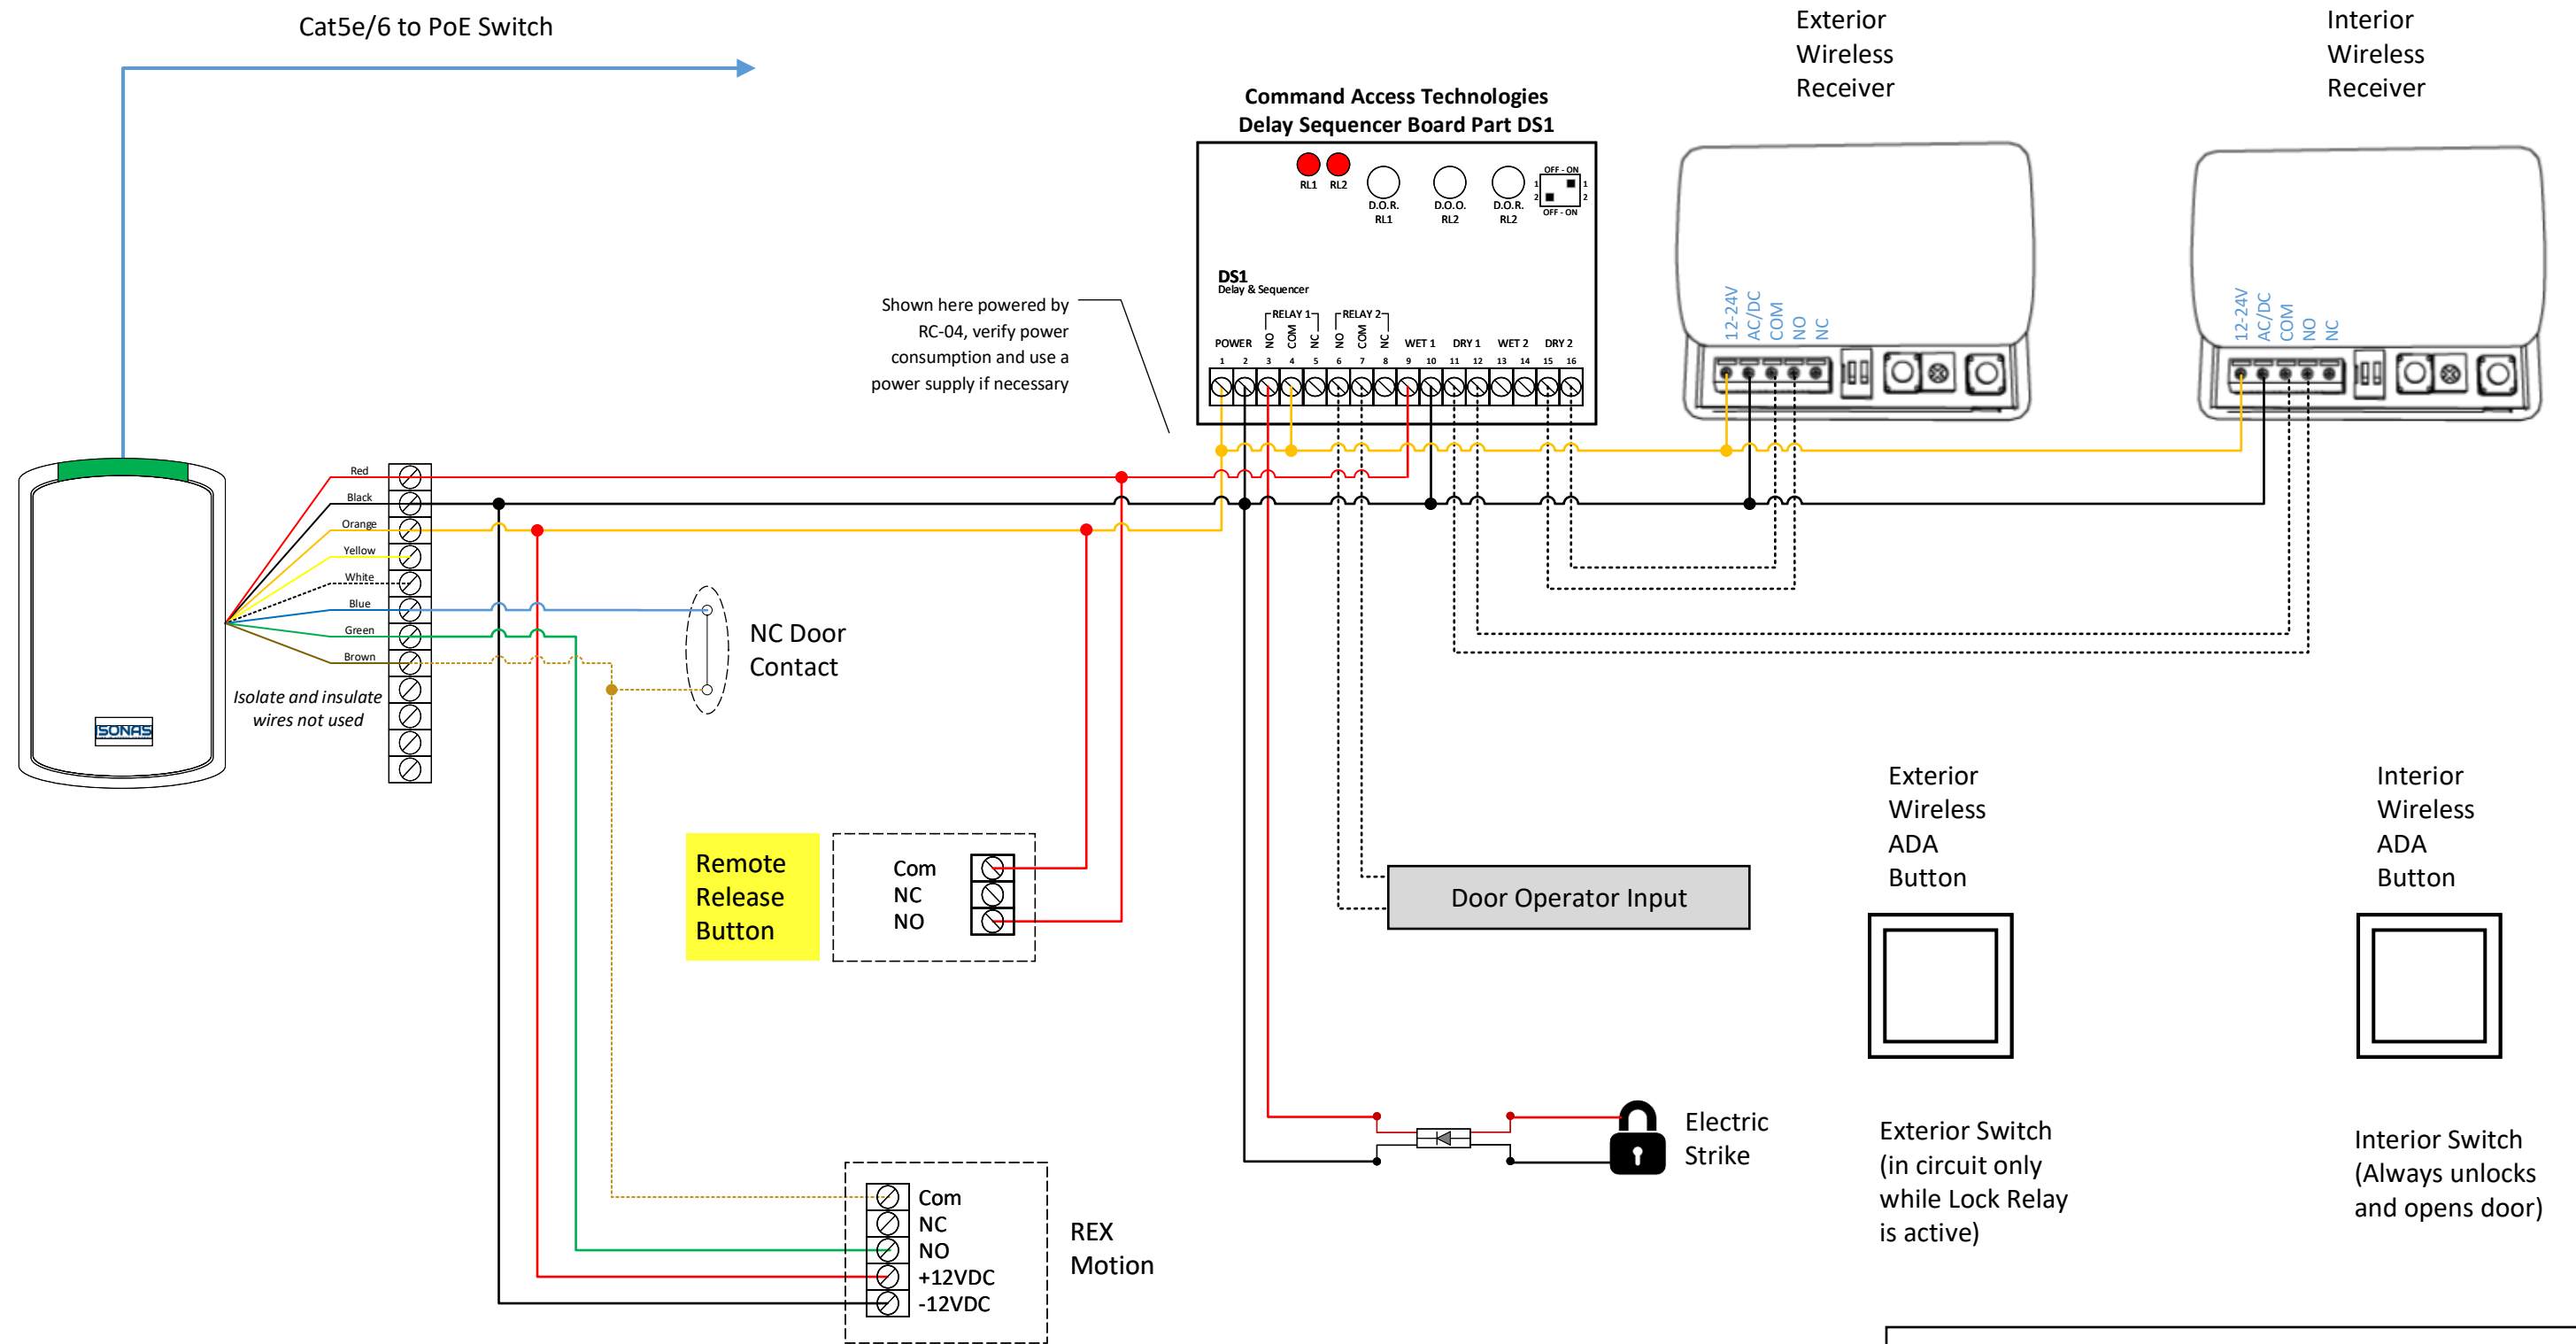 Cat5e/6 to PoE Switch
Exterior
Wireless
Receiver
Interior
Wireless
Receiver
Command Access Technologies
Delay Sequencer Board Part DS1
RL1 RL2
D.O.R.
RL1
D.O.O.
RL2
D.O.R.
RL2
OFF - ON
1 1
2 2
OFF - ON
DS1
Delay & Sequencer
RELAY 1 RELAY 2
POWER NO COM NC NO COM NC WET 1 DRY 1 WET 2 DRY 2
1 2 3 4 5 6 7 8 9 10 11 12 13 14 15 16
12-24V
AC/DC
COM
NO
NC
12-24V
AC/DC
COM
NO
NC
Shown here powered by
RC-04, verify power
consumption and use a
power supply if necessary
Red
Black
Orange
Yellow
White
Blue
Green
Brown
Isolate and insulate
wires not used
ISONAS
NC Door
Contact
Remote
Release
Button
Com
NC
NO
Door Operator Input
Exterior
Wireless
ADA
Button
Interior
Wireless
ADA
Button
Electric
Strike
Exterior Switch
(in circuit only
while Lock Relay
is active)
Interior Switch
(Always unlocks
and opens door)
Com
NC
NO
+12VDC
-12VDC
REX
Motion